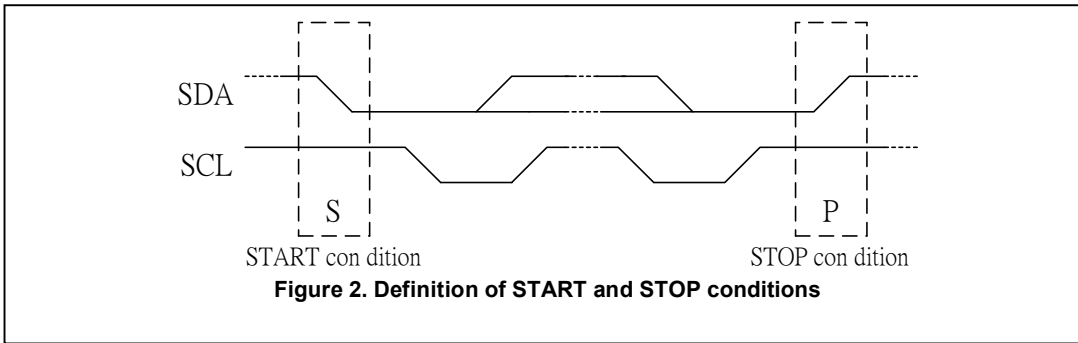 SDA
SCL
S P
START con dition STOP con dition
Figure 2. Definition of START and STOP conditions